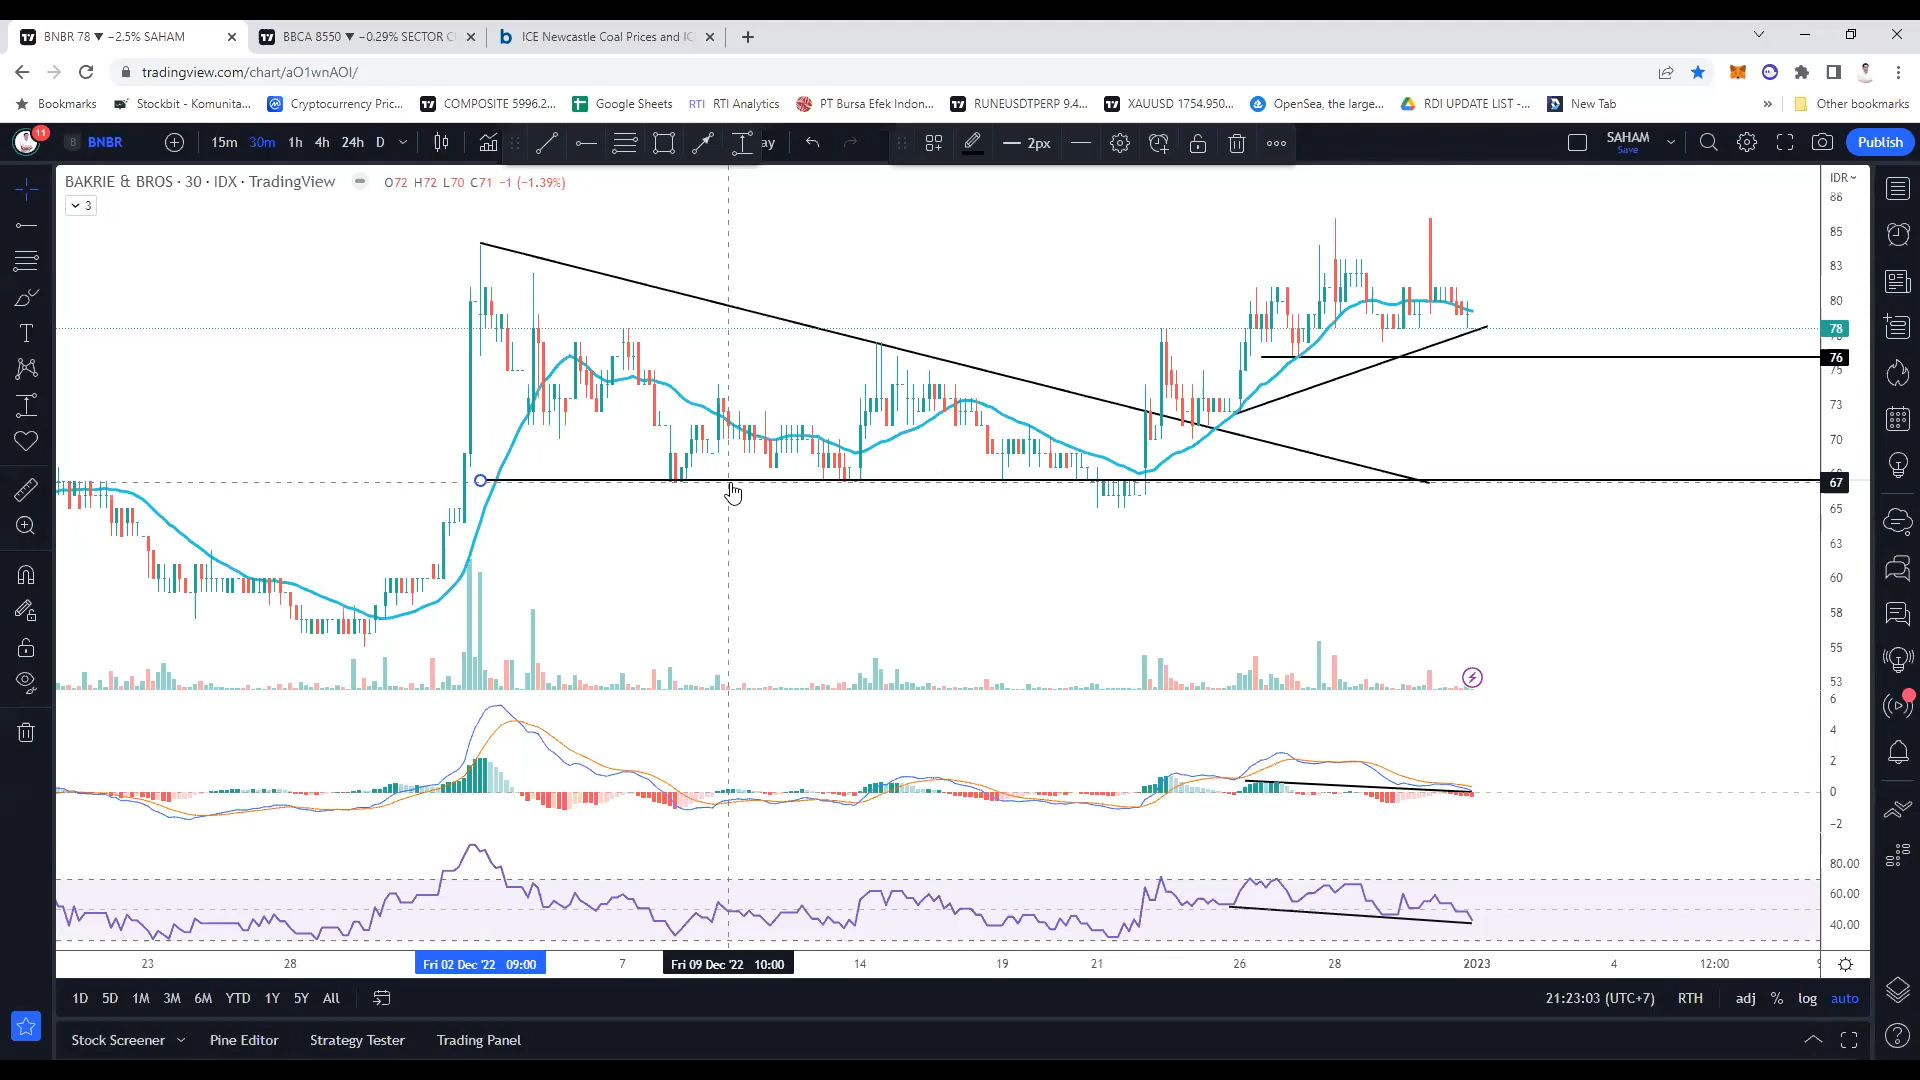 BNBR 78 ▼ −2.5% SAHAM
BBCA 8550 ▼ −0.29% SECTOR C
ICE Newcastle Coal Prices and IC
tradingview.com/chart/aO1wnAOI/
Bookmarks
Stockbit - Komunita...
Cryptocurrency Pric...
COMPOSITE 5996.2...
Google Sheets
RTI RTI Analytics
PT Bursa Efek Indon...
RUNEUSDTPERP 9.4...
XAUUSD 1754.950...
OpenSea, the large...
RDI UPDATE LIST -...
New Tab
»
Other bookmarks
11
B BNBR
15m 30m 1h 4h 24h D
ay
2px
SAHAM
Save
Publish
BAKRIE & BROS · 30 · IDX · TradingView
O72 H72 L70 C71 −1 (−1.39%)
3
IDR
86
85
83
80
78
76
75
73
70
67
65
63
60
58
55
53
6
4
2
0
−2
80.00
60.00
40.00
23
28
Fri 02 Dec '22 09:00
7
Fri 09 Dec '22 10:00
14
19
21
26
28
2023
4
12:00
1D 5D 1M 3M 6M YTD 1Y 5Y All
21:23:03 (UTC+7)
RTH
adj % log auto
Stock Screener
Pine Editor
Strategy Tester
Trading Panel